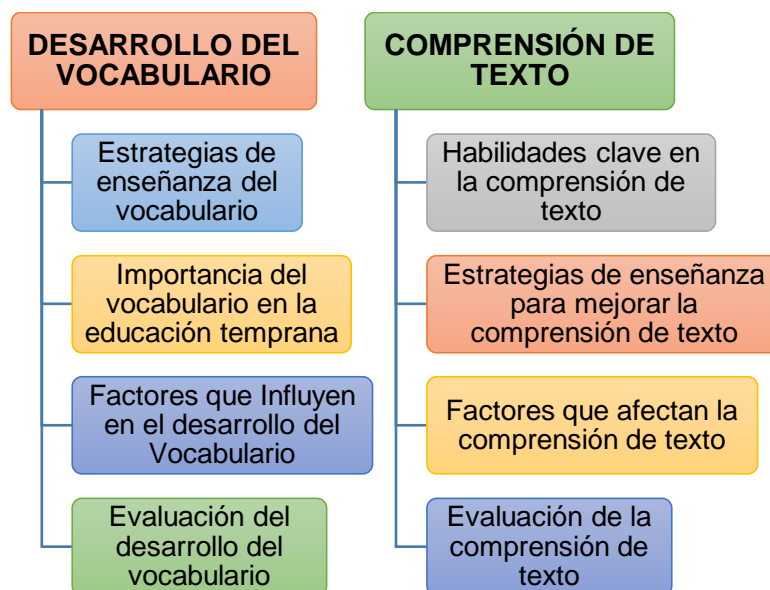 DESARROLLO DEL
VOCABULARIO
Estrategias de
enseñanza del
vocabulario
Importancia del
vocabulario en la
educación temprana
Factores que Influyen
en el desarrollo del
Vocabulario
Evaluación del
desarrollo del
vocabulario
COMPRENSIÓN DE
TEXTO
Habilidades clave en
la comprensión de
texto
Estrategias de enseñanza
para mejorar la
comprensión de texto
Factores que afectan la
comprensión de texto
Evaluación de la
comprensión de
texto